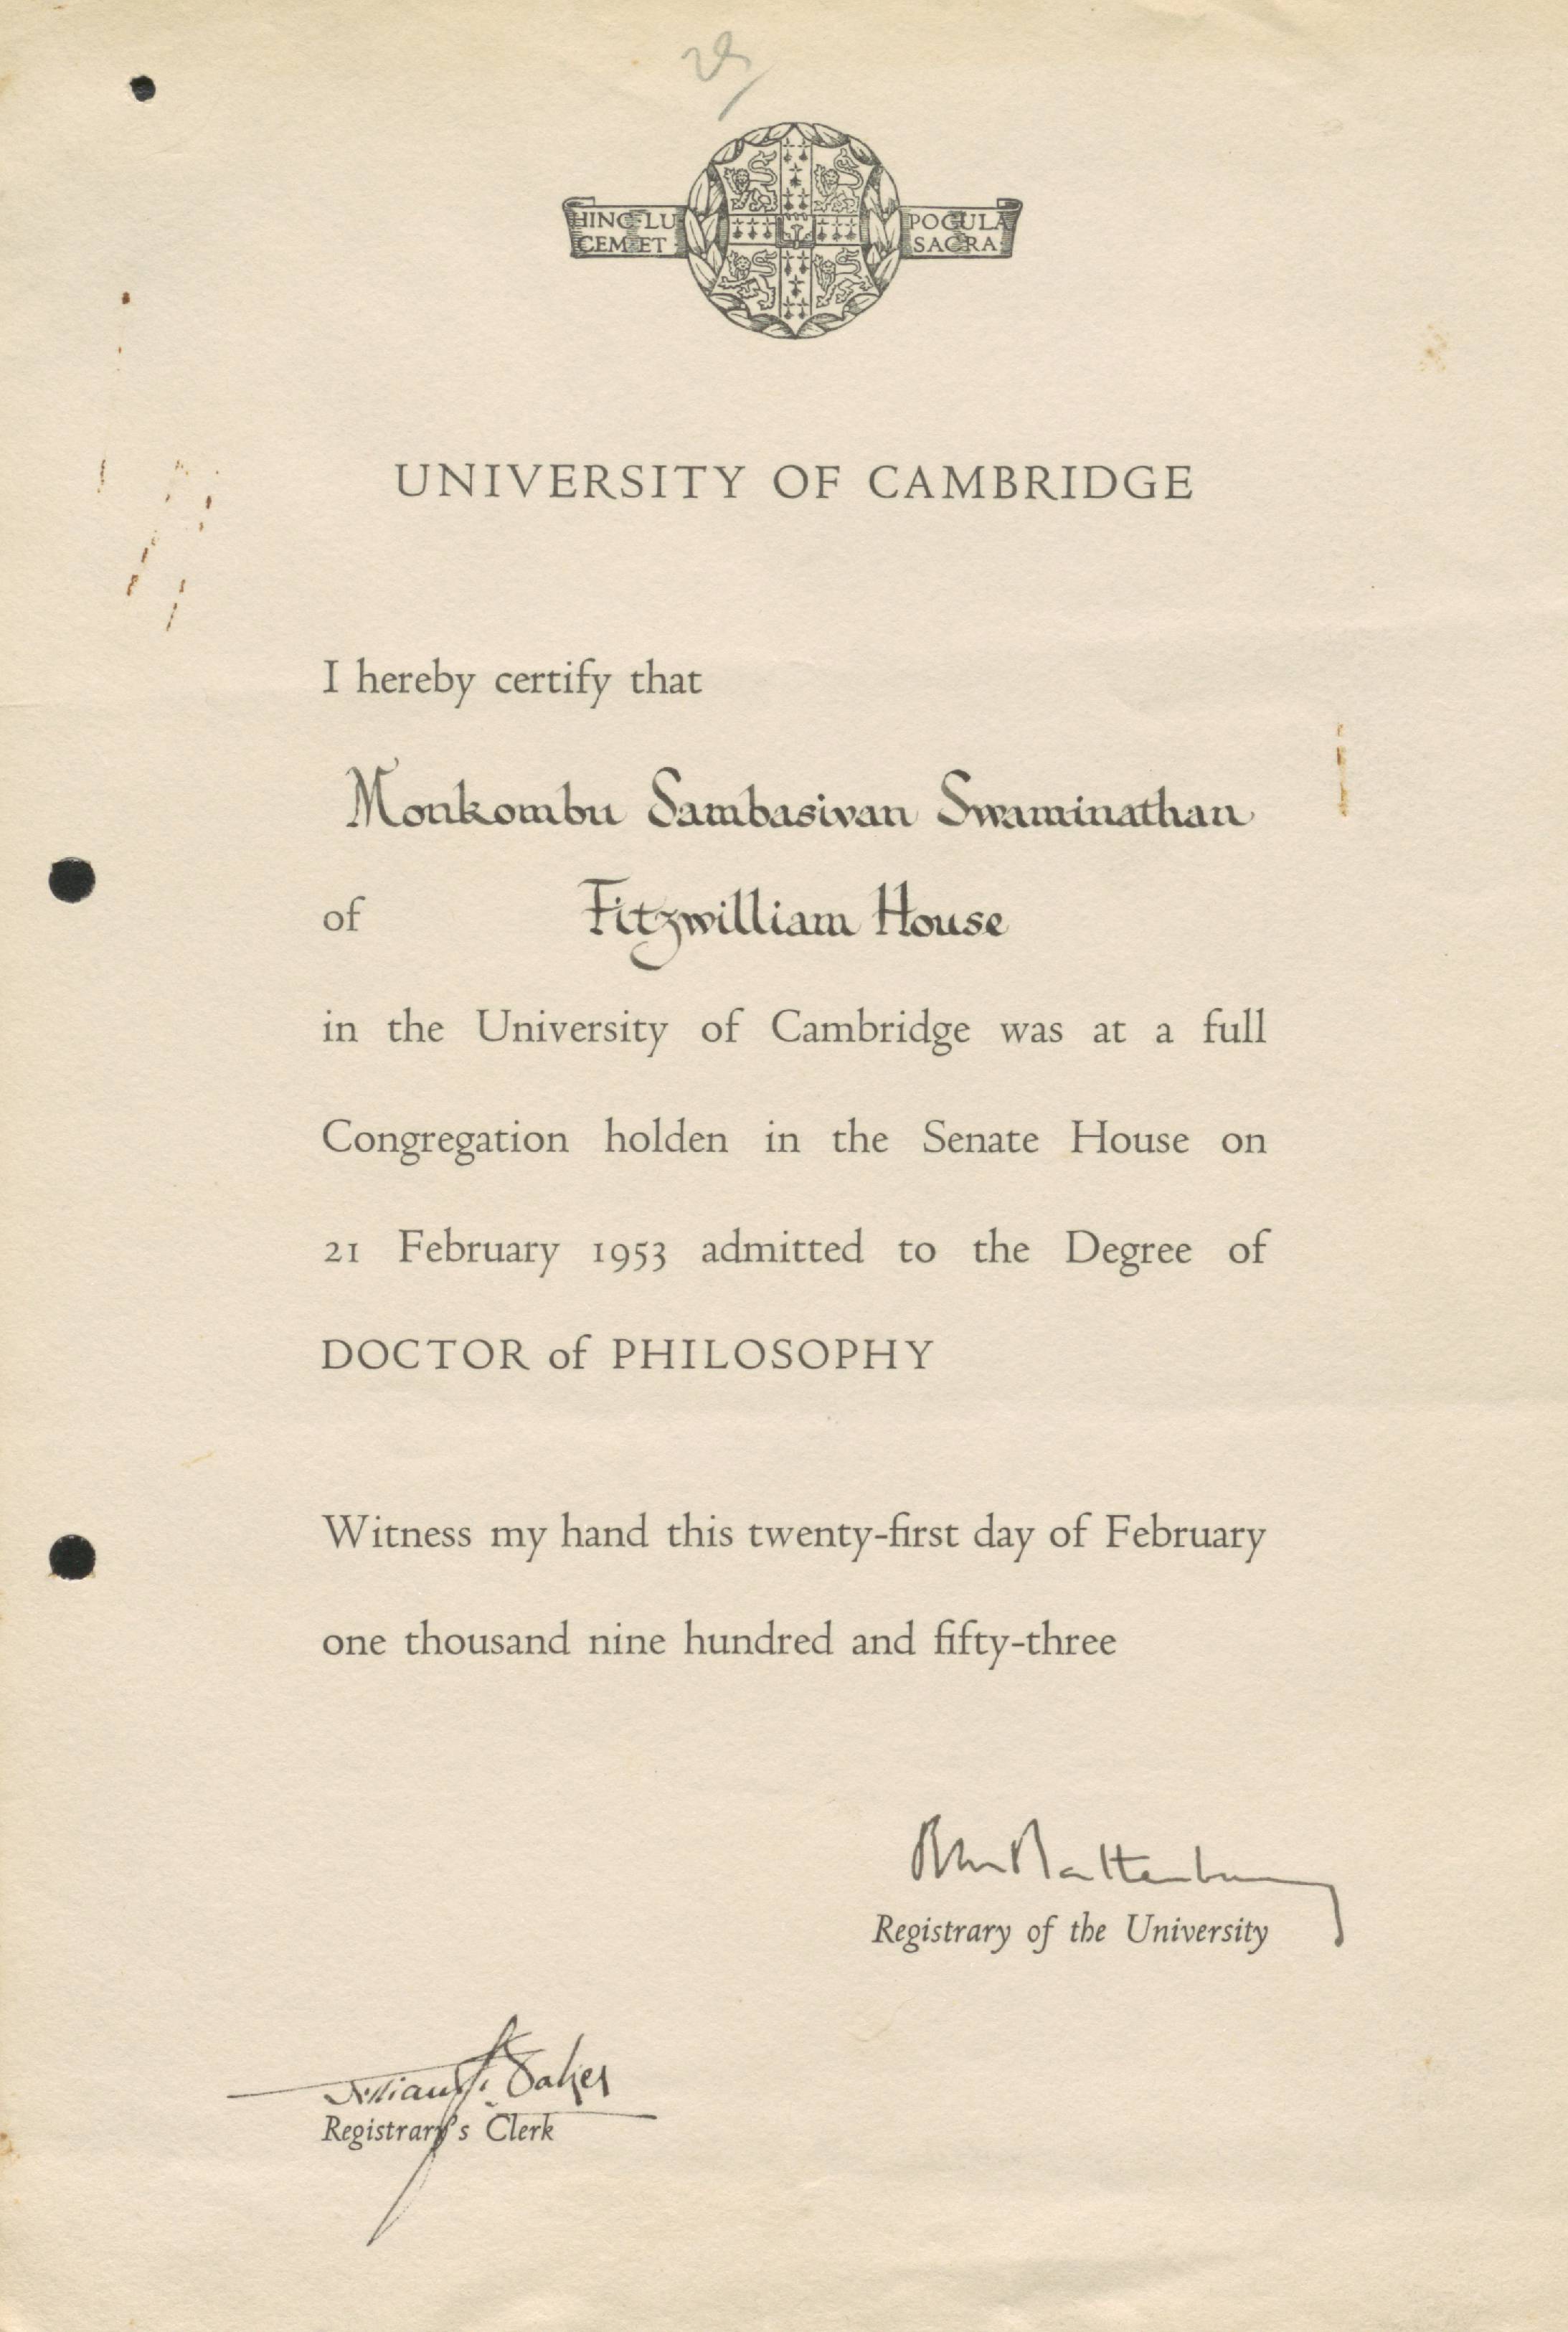 HINC LU
CEM ET
POCULA
SACRA
UNIVERSITY OF CAMBRIDGE
I hereby certify that
Monkombu Sambasivan Swaminathan
of Fitzwilliam House
in the University of Cambridge was at a full
Congregation holden in the Senate House on
21 February 1953 admitted to the Degree of
DOCTOR of PHILOSOPHY
Witness my hand this twenty-first day of February
one thousand nine hundred and fifty-three
Registrary of the University
Registrary's Clerk